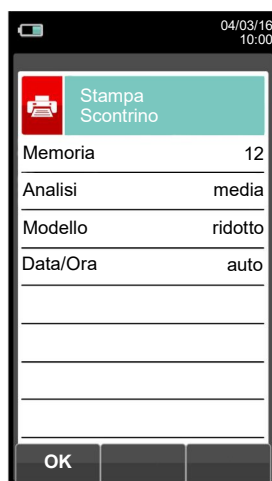 04/03/16
10:00
Stampa
Scontrino
Memoria 12
Analisi media
Modello ridotto
Data/Ora auto
OK